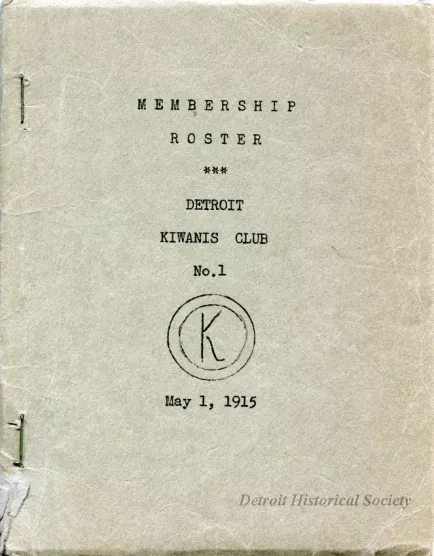 MEMBERSHIP
ROSTER
***
DETROIT
KIWANIS CLUB
No.1
K
May 1, 1915
Detroit Historical Society